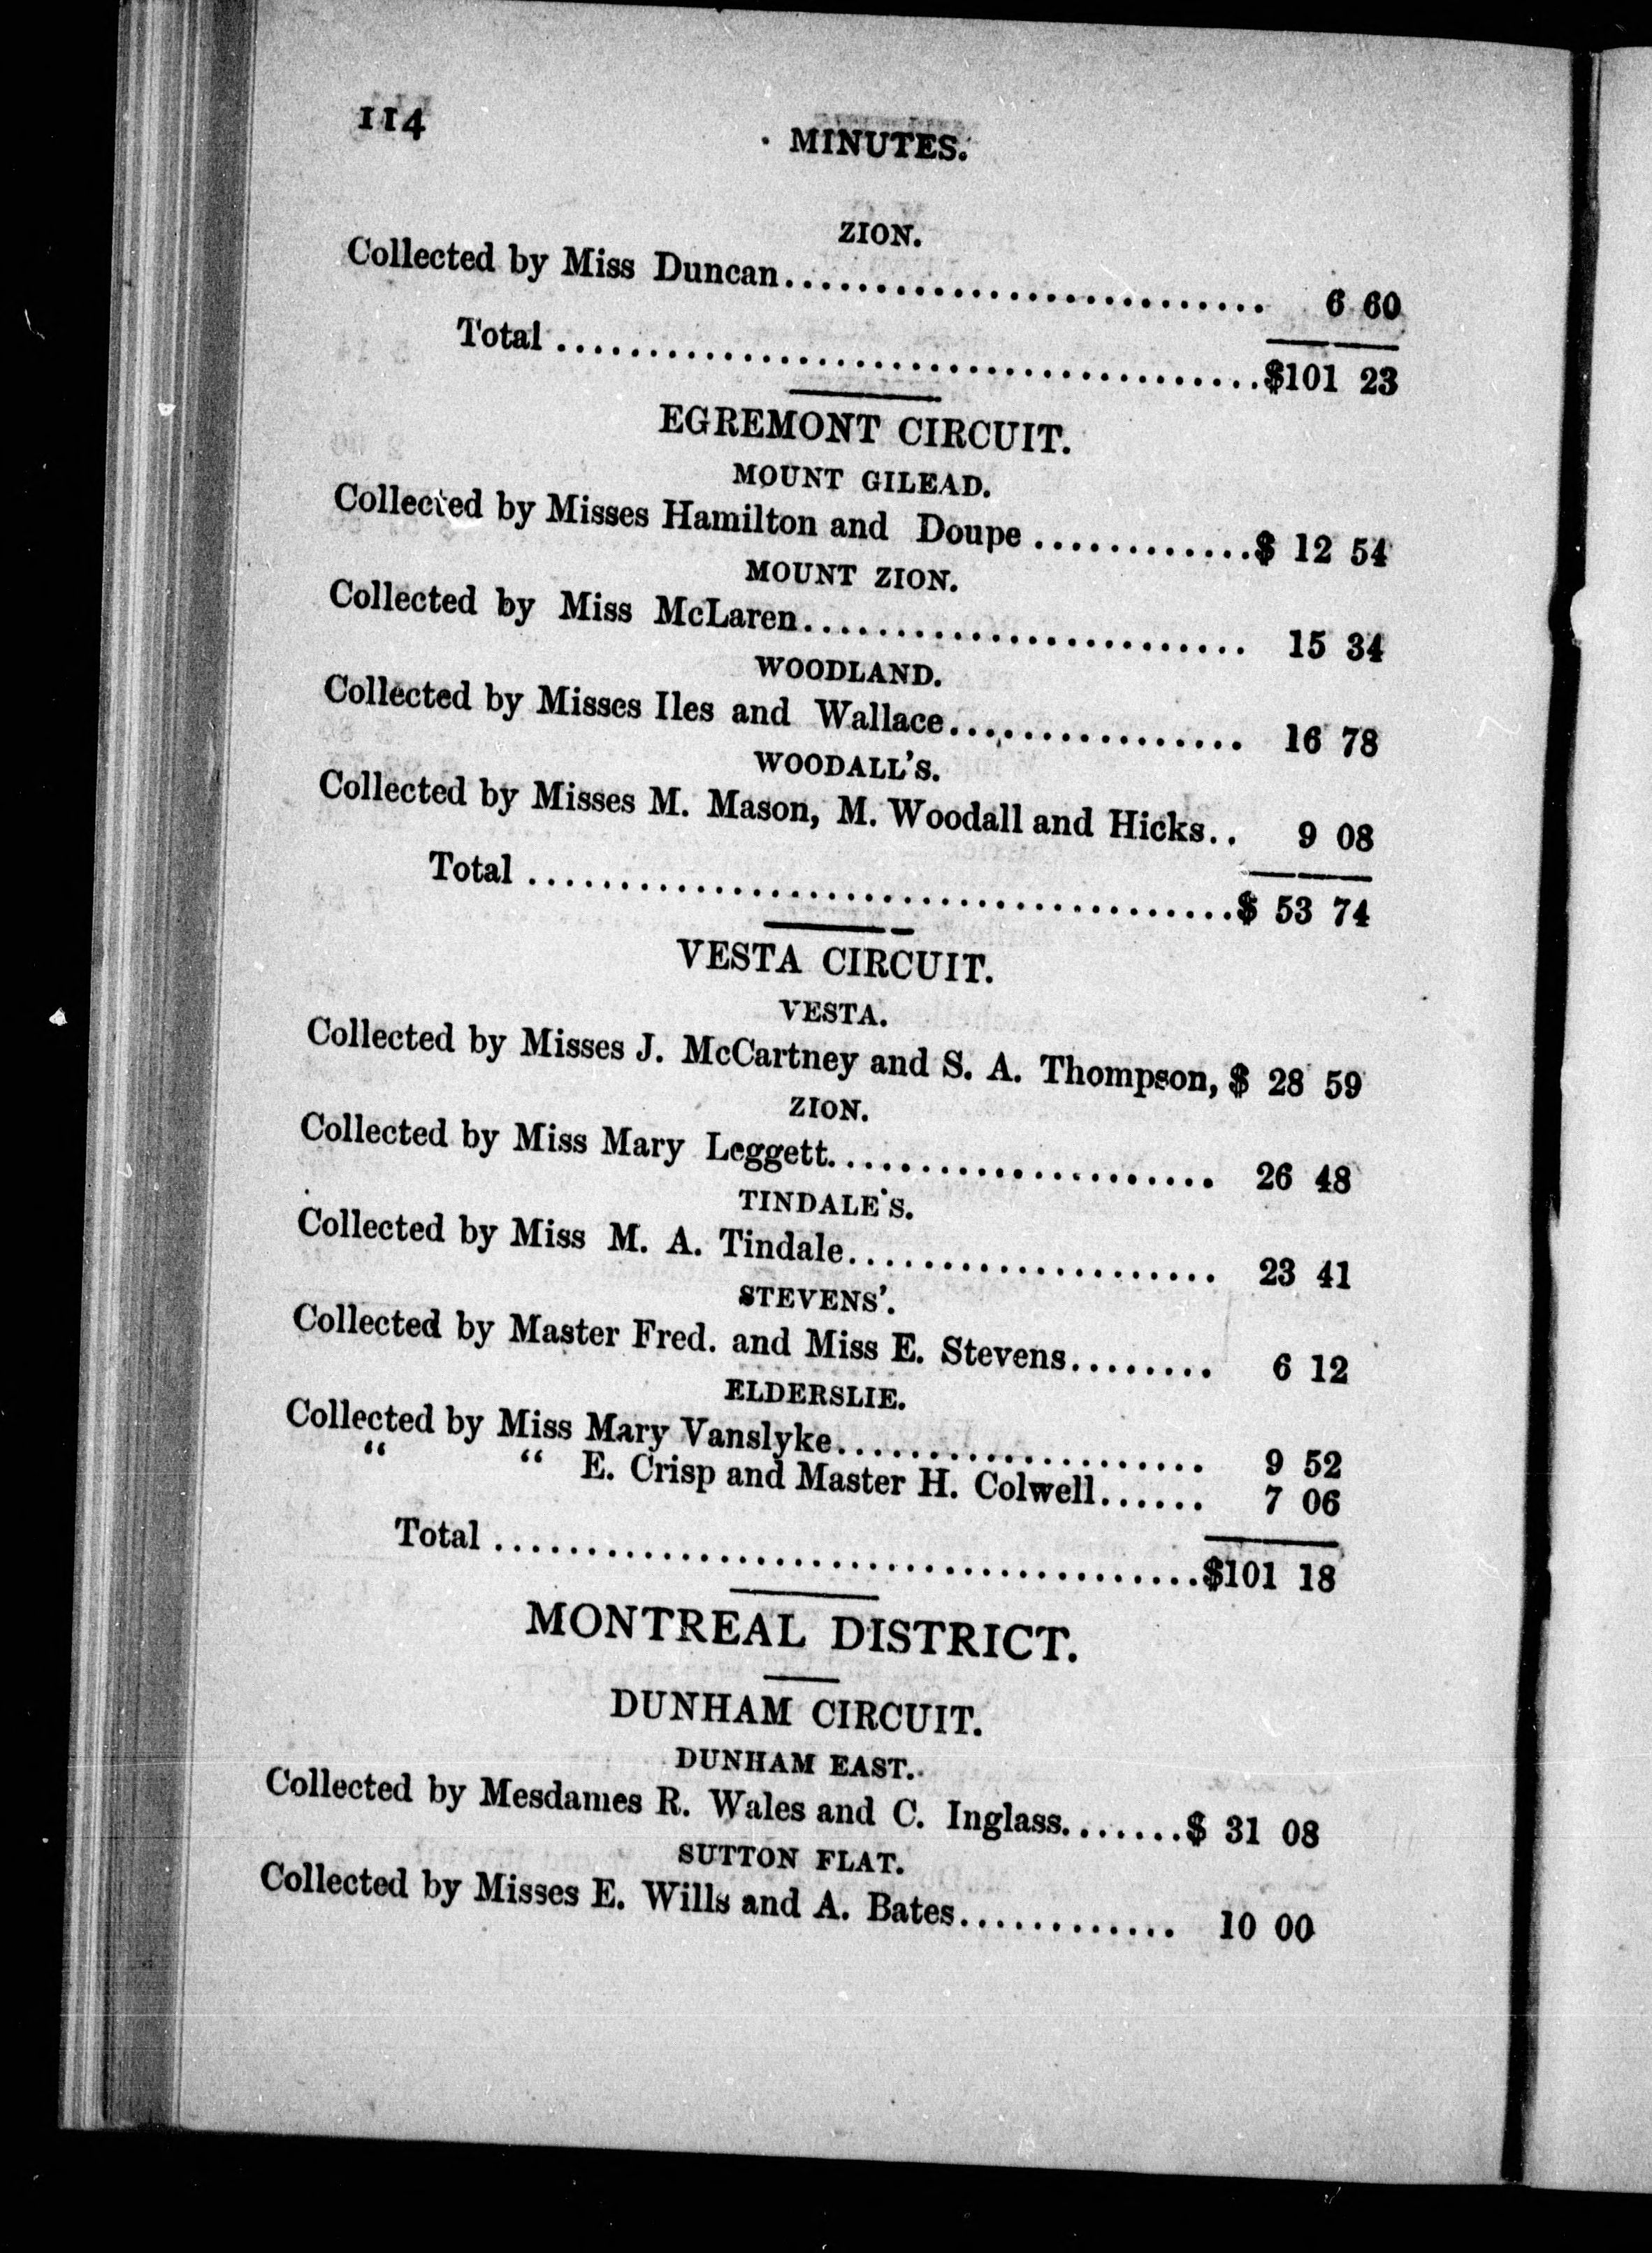 114
MINUTES.
ZION.
Collected by Miss Duncan........................... 6 60
Total .......................................$101 23
EGREMONT CIRCUIT.
MOUNT GILEAD.
Collected by Misses Hamilton and Doupe ............$ 12 54
MOUNT ZION.
Collected by Miss McLaren......................... 15 34
WOODLAND.
Collected by Misses Iles and Wallace................. 16 78
WOODALL'S.
Collected by Misses M. Mason, M. Woodall and Hicks.. 9 08
Total .......................................$ 53 74
VESTA CIRCUIT.
VESTA.
Collected by Misses J. McCartney and S. A. Thompson, $ 28 59
ZION.
Collected by Miss Mary Leggett...................... 26 48
TINDALE'S.
Collected by Miss M. A. Tindale..................... 23 41
STEVENS'.
Collected by Master Fred. and Miss E. Stevens........ 6 12
ELDERSLIE.
Collected by Miss Mary Vanslyke..................... 9 52
" " E. Crisp and Master H. Colwell...... 7 06
Total .......................................$101 18
MONTREAL DISTRICT.
DUNHAM CIRCUIT.
DUNHAM EAST.
Collected by Mesdames R. Wales and C. Inglass.......$ 31 08
SUTTON FLAT.
Collected by Misses E. Wills and A. Bates............ 10 00